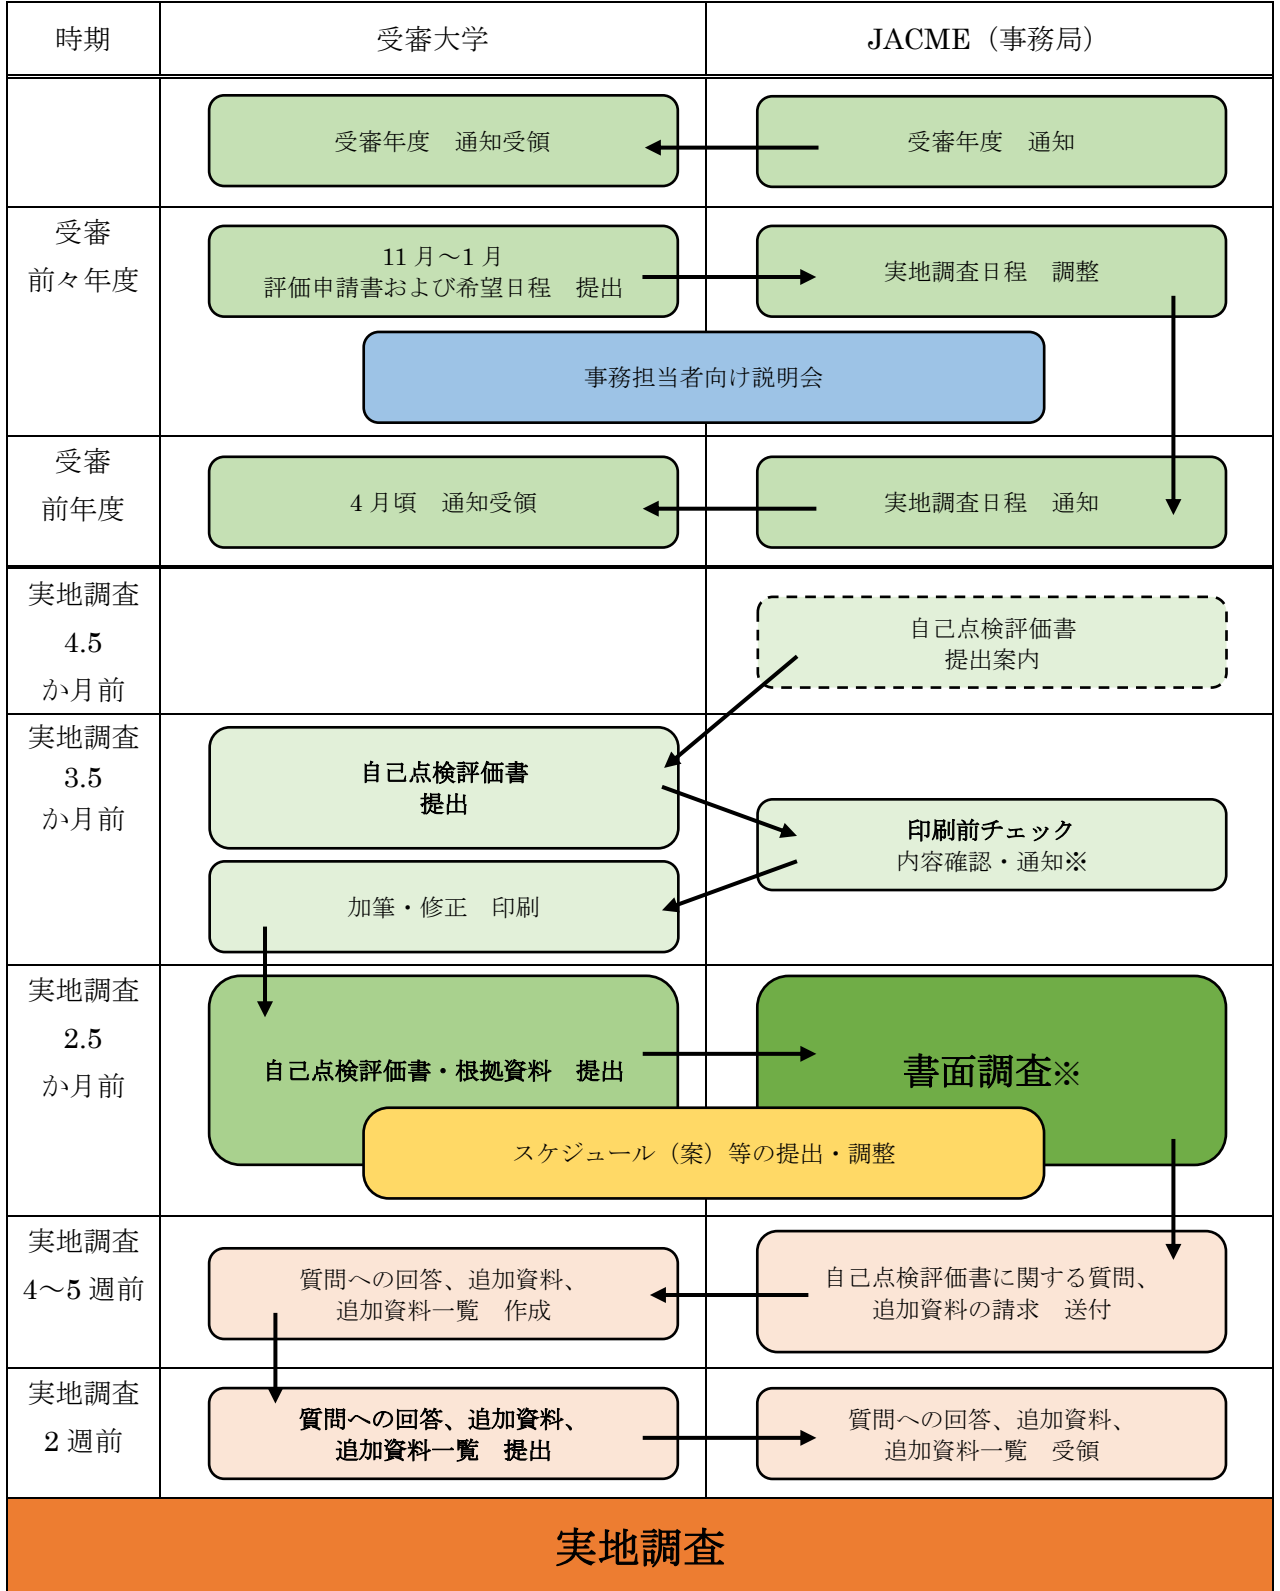 時期
受審大学
JACME（事務局）
受審年度　通知受領
受審年度　通知
受審
前々年度
11 月～1 月
評価申請書および希望日程　提出
実地調査日程　調整
事務担当者向け説明会
受審
前年度
4 月頃　通知受領
実地調査日程　通知
実地調査
4.5
か月前
自己点検評価書
提出案内
実地調査
3.5
か月前
自己点検評価書
提出
印刷前チェック
内容確認・通知※
加筆・修正　印刷
実地調査
2.5
か月前
自己点検評価書・根拠資料　提出
書面調査※
スケジュール（案）等の提出・調整
実地調査
4～5 週前
質問への回答、追加資料、
追加資料一覧　作成
自己点検評価書に関する質問、
追加資料の請求　送付
実地調査
2 週前
質問への回答、追加資料、
追加資料一覧　提出
質問への回答、追加資料、
追加資料一覧　受領
実地調査